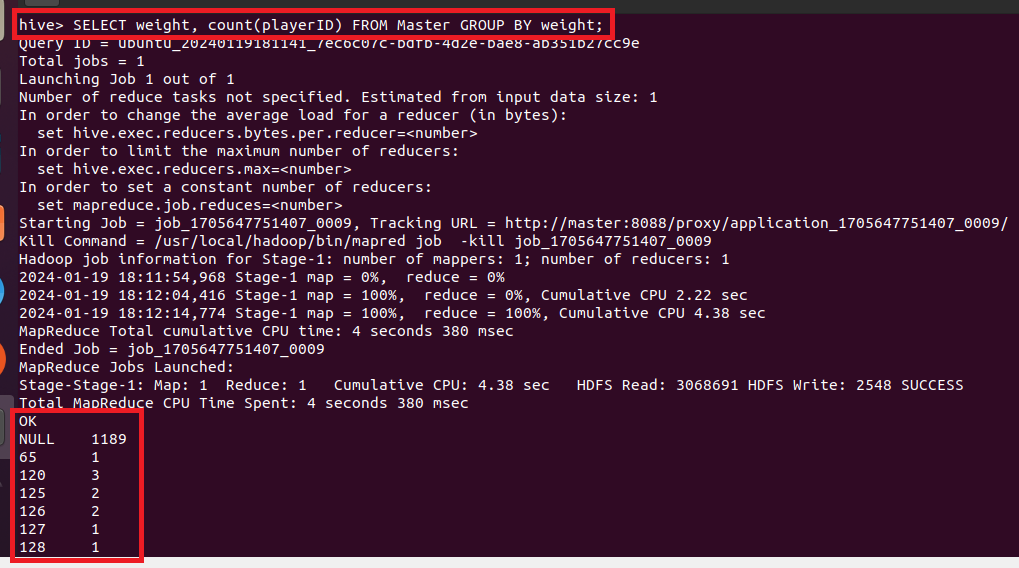 hive> SELECT weight, count(playerID) FROM Master GROUP BY weight;
Query ID = ubuntu_20240119181141_7ec6c07c-bdfb-4d2e-bae8-ab351b27cc9e
Total jobs = 1
Launching Job 1 out of 1
Number of reduce tasks not specified. Estimated from input data size: 1
In order to change the average load for a reducer (in bytes):
  set hive.exec.reducers.bytes.per.reducer=<number>
In order to limit the maximum number of reducers:
  set hive.exec.reducers.max=<number>
In order to set a constant number of reducers:
  set mapreduce.job.reduces=<number>
Starting Job = job_1705647751407_0009, Tracking URL = http://master:8088/proxy/application_1705647751407_0009/
Kill Command = /usr/local/hadoop/bin/mapred job  -kill job_1705647751407_0009
Hadoop job information for Stage-1: number of mappers: 1; number of reducers: 1
2024-01-19 18:11:54,968 Stage-1 map = 0%,  reduce = 0%
2024-01-19 18:12:04,416 Stage-1 map = 100%,  reduce = 0%, Cumulative CPU 2.22 sec
2024-01-19 18:12:14,774 Stage-1 map = 100%,  reduce = 100%, Cumulative CPU 4.38 sec
MapReduce Total cumulative CPU time: 4 seconds 380 msec
Ended Job = job_1705647751407_0009
MapReduce Jobs Launched:
Stage-Stage-1: Map: 1  Reduce: 1   Cumulative CPU: 4.38 sec   HDFS Read: 3068691 HDFS Write: 2548 SUCCESS
Total MapReduce CPU Time Spent: 4 seconds 380 msec
OK
NULL    1189
65      1
120     3
125     2
126     2
127     1
128     1